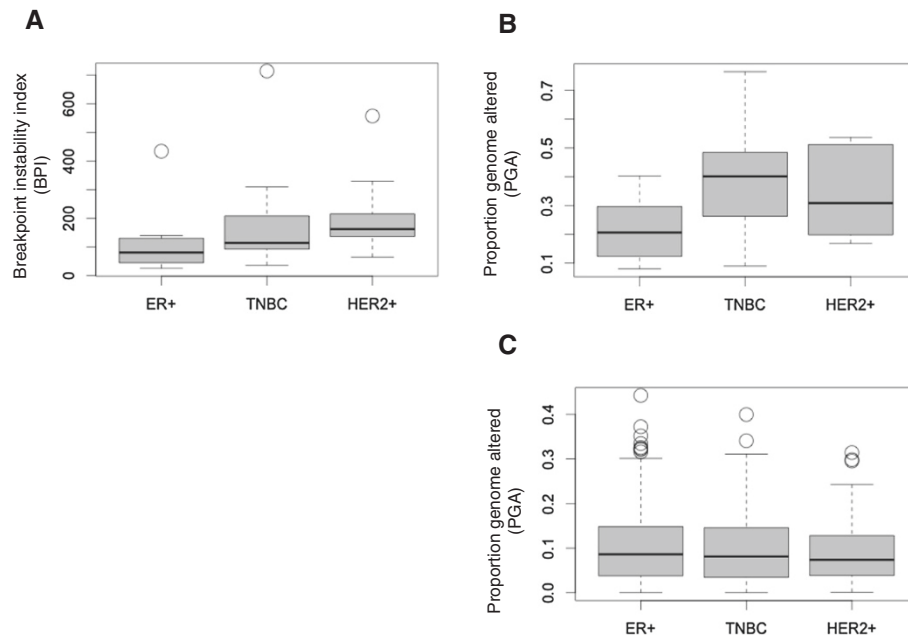 A
Breakpoint instability index
(BPI)
600
400
200
0
ER+ TNBC HER2+
B
Proportion genome altered
(PGA)
0.7
0.5
0.3
0.1
ER+ TNBC HER2+
C
Proportion genome altered
(PGA)
0.4
0.3
0.2
0.1
0.0
ER+ TNBC HER2+